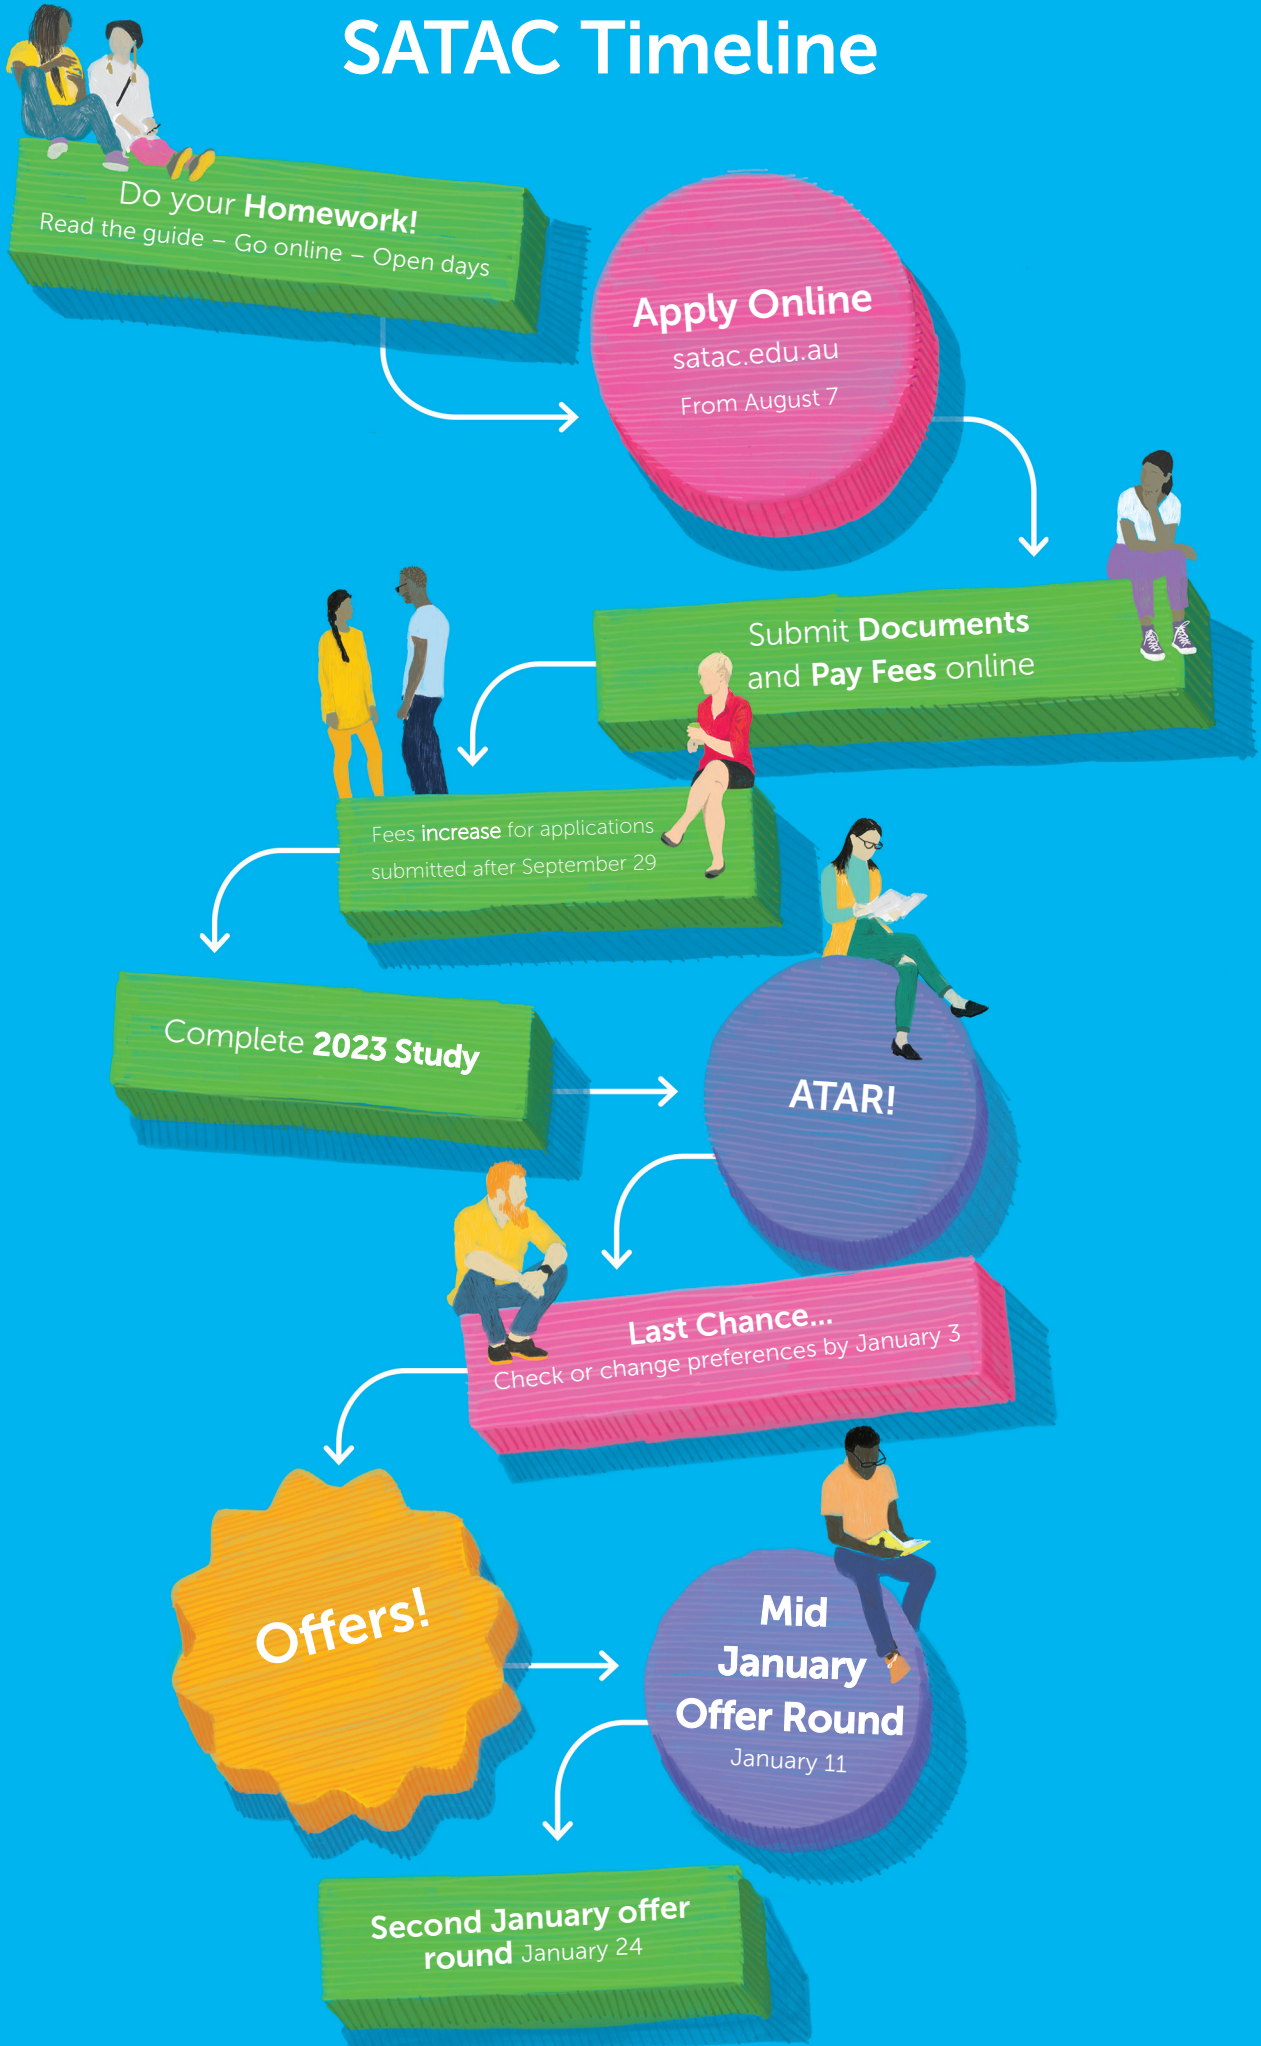 SATAC Timeline
Do your Homework!
Read the guide – Go online – Open days
Apply Online
satac.edu.au
From August 7
Submit Documents
and Pay Fees online
Fees increase for applications
submitted after September 29
Complete 2023 Study
ATAR!
Last Chance...
Check or change preferences by January 3
Offers!
Mid
January
Offer Round
January 11
Second January offer
round January 24